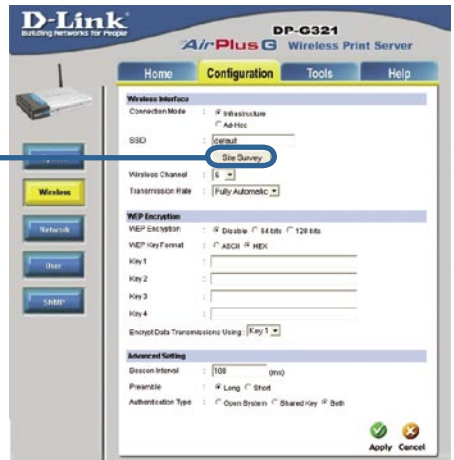 D-Link
Building Networks for People
DP-G321
AirPlus G Wireless Print Server
Home Configuration Tools Help
Wireless Interface
Connection Mode : Infrastructure
Ad-Hoc
SSID : default
Site Survey
Wireless Channel : 6
Transmission Rate : Fully Automatic
Wireless
WEP Encryption
WEP Encryption : Disable 64 bits 128 bits
Network
WEP Key Format : ASCII HEX
Key 1 :
User
Key 2 :
Key 3 :
SNMP
Key 4 :
Encrypt Data Transmissions Using : Key 1
Advanced Setting
Beacon Interval : 100 (ms)
Preamble : Long Short
Authentication Type : Open System Shared Key Both
Apply Cancel